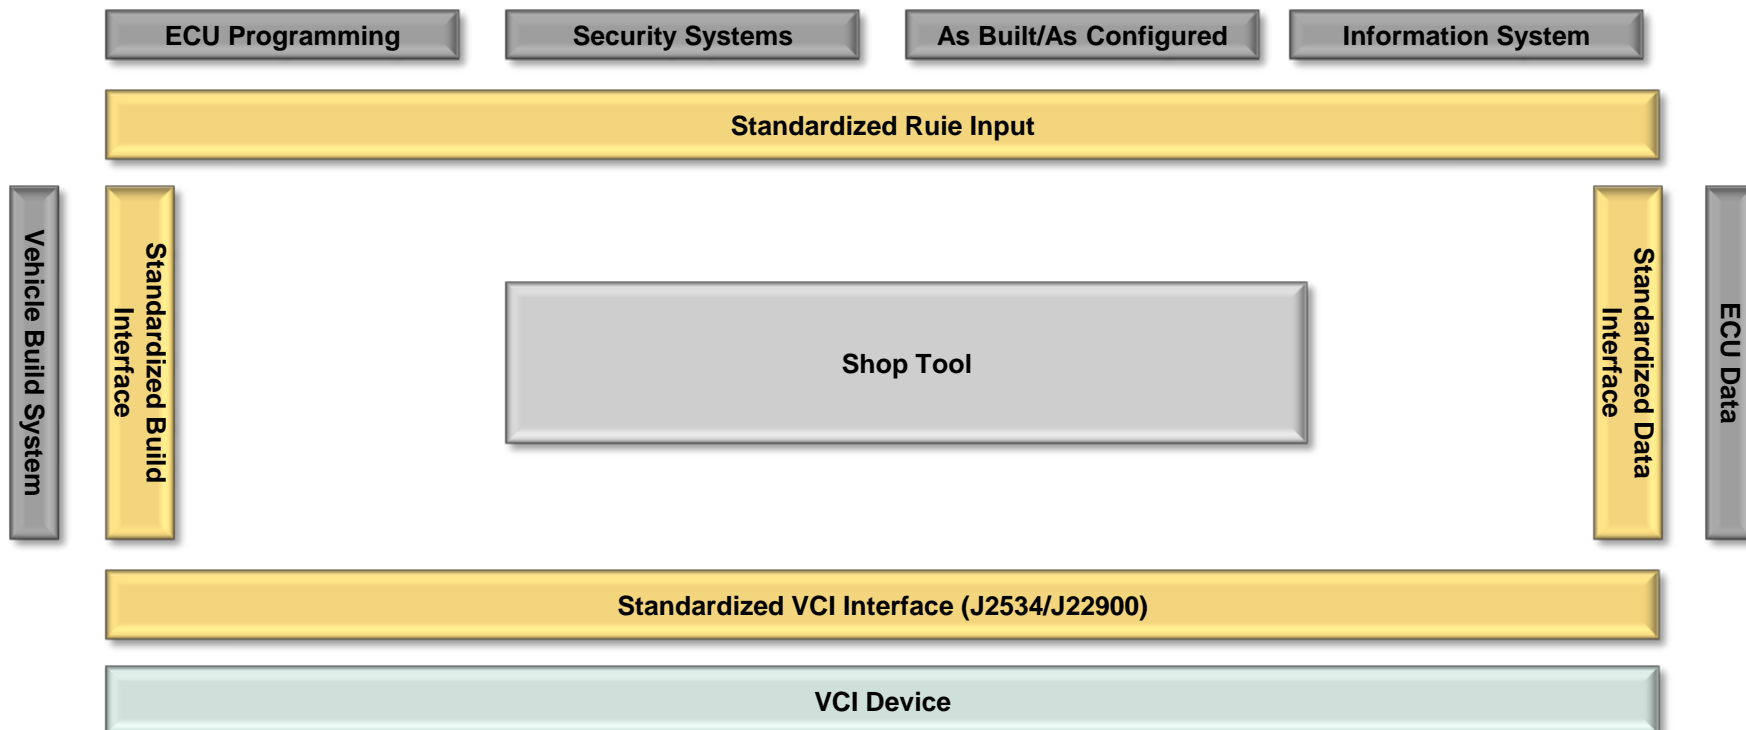 ECU Programming
Security Systems
As Built/As Configured
Information System
Standardized Ruie Input
Vehicle Build System
Standardized Build
Interface
Shop Tool
Standardized Data
Interface
ECU Data
Standardized VCI Interface (J2534/J22900)
VCI Device